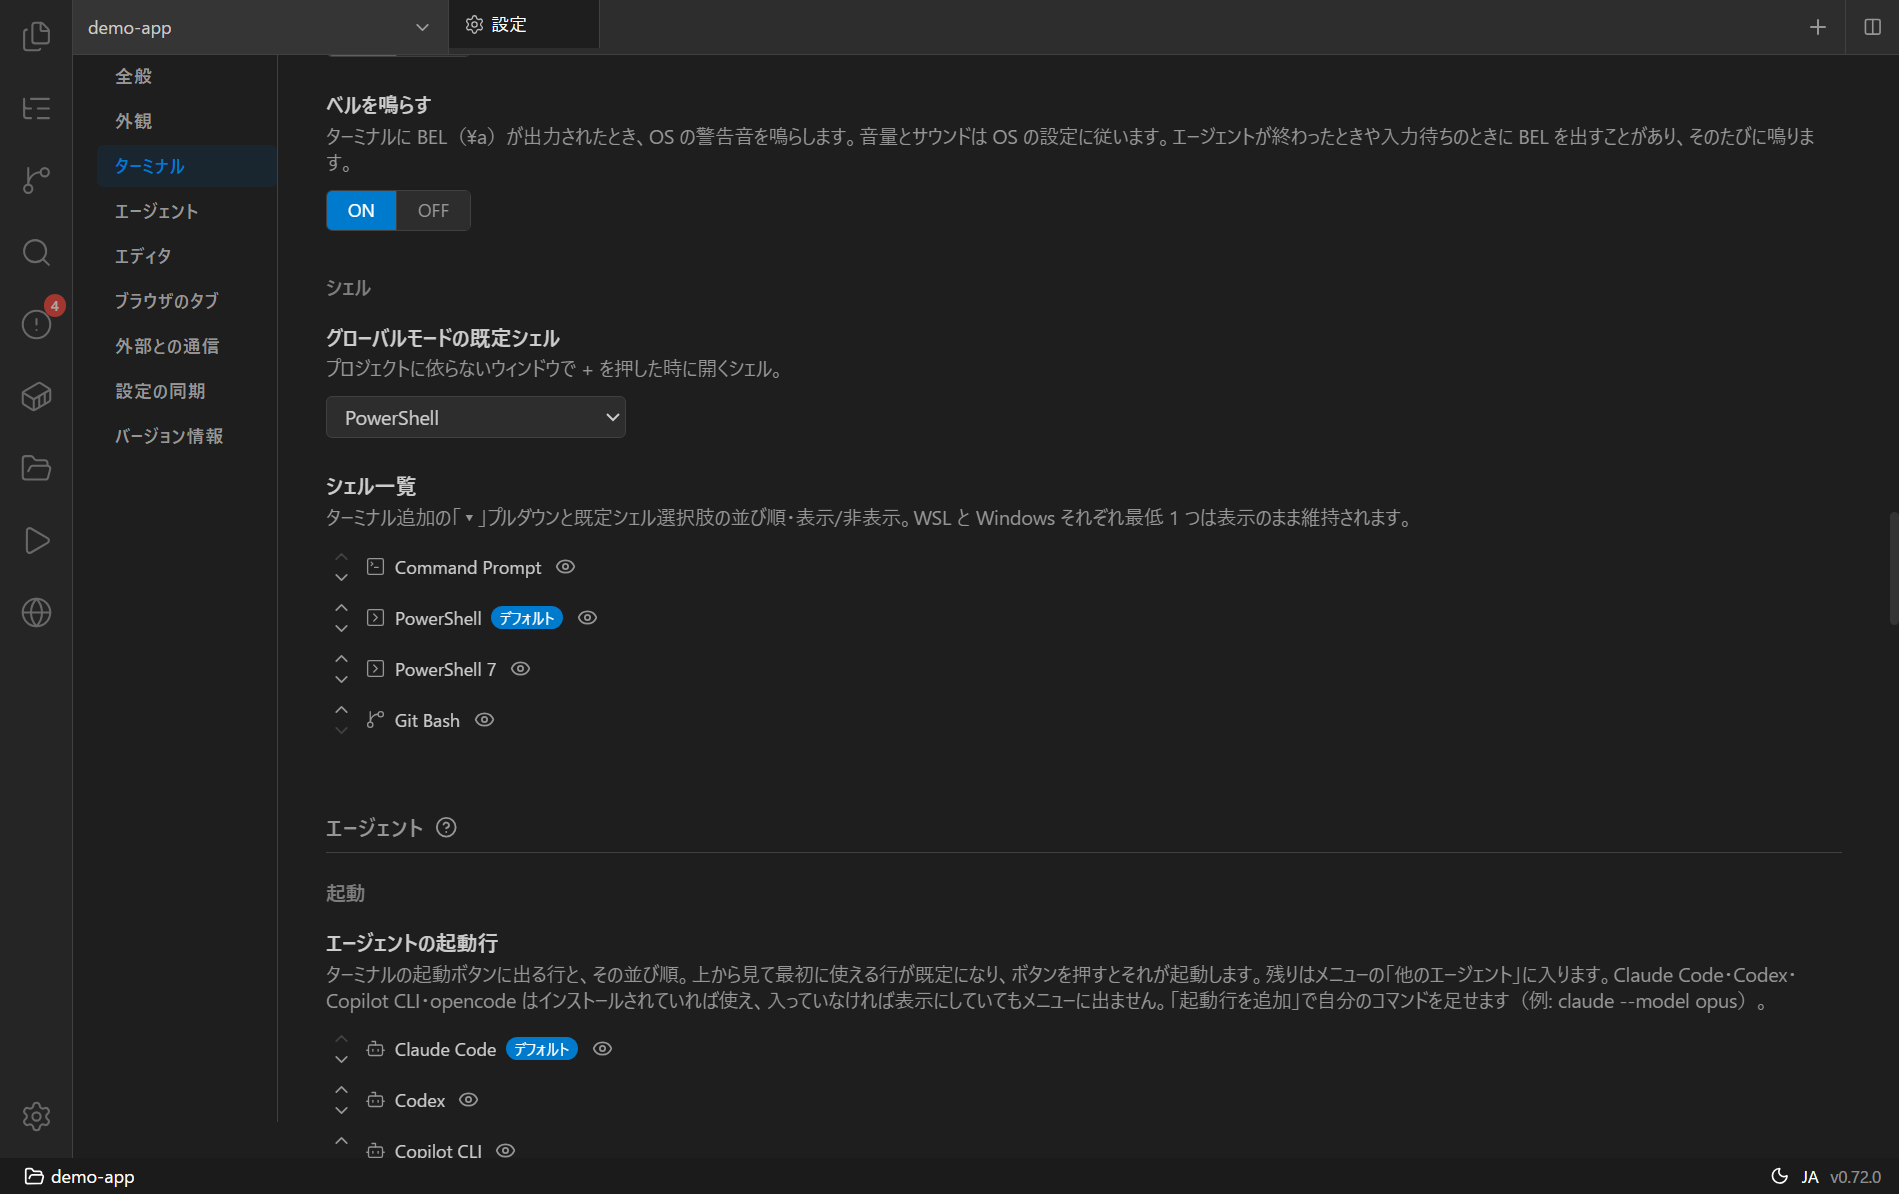 demo-app
設定
全般
外観
ターミナル
エージェント
エディタ
ブラウザのタブ
外部との通信
設定の同期
バージョン情報
4
ベルを鳴らす
ターミナルに BEL（¥a）が出力されたとき、OS の警告音を鳴らします。音量とサウンドは OS の設定に従います。エージェントが終わったときや入力待ちのときに BEL を出すことがあり、そのたびに鳴りま
す。
ON OFF
シェル
グローバルモードの既定シェル
プロジェクトに依らないウィンドウで + を押した時に開くシェル。
PowerShell
シェル一覧
ターミナル追加の「▾」プルダウンと既定シェル選択肢の並び順・表示/非表示。WSL と Windows それぞれ最低 1 つは表示のまま維持されます。
Command Prompt
PowerShell デフォルト
PowerShell 7
Git Bash
エージェント
起動
エージェントの起動行
ターミナルの起動ボタンに出る行と、その並び順。上から見て最初に使える行が既定になり、ボタンを押すとそれが起動します。残りはメニューの「他のエージェント」に入ります。Claude Code・Codex・
Copilot CLI・opencode はインストールされていれば使え、入っていなければ表示にしていてもメニューに出ません。「起動行を追加」で自分のコマンドを足せます（例: claude --model opus）。
Claude Code デフォルト
Codex
Copilot CLI
demo-app
JA v0.72.0